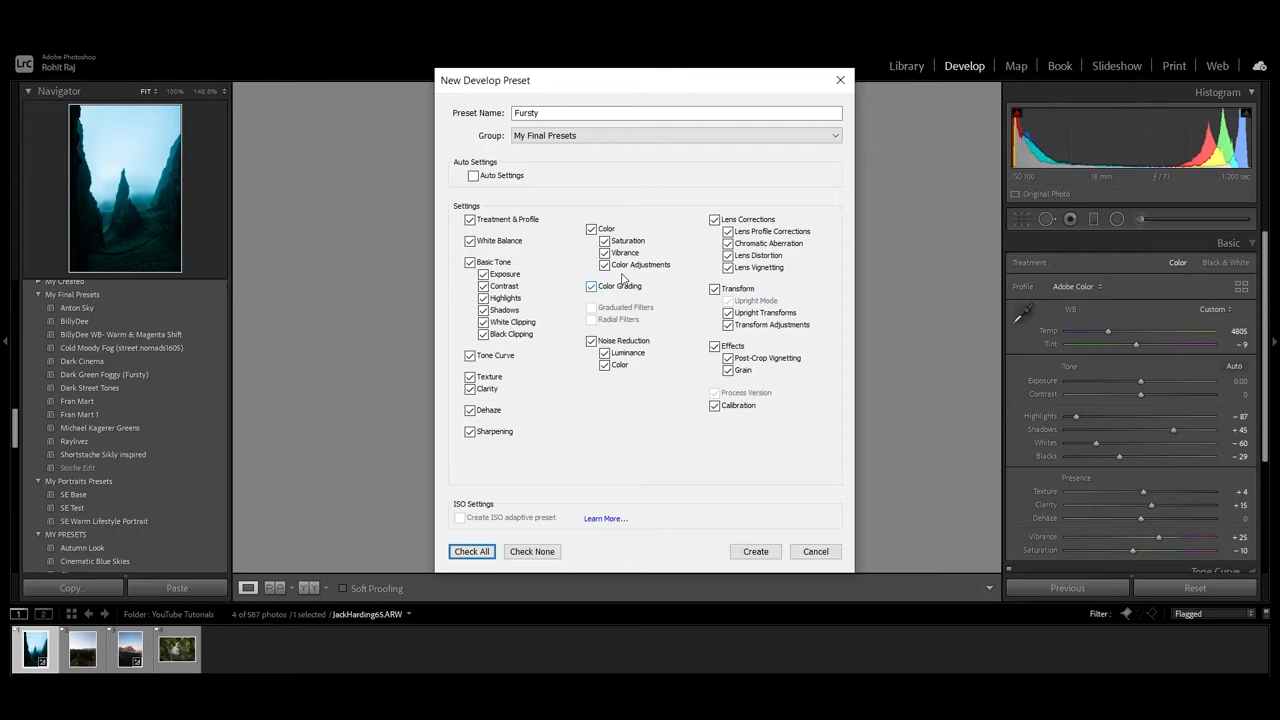 Adobe Photoshop
LrC
Rohit Raj
Library | Develop | Map | Book | Slideshow | Print | Web
Navigator FIT 100% 148.6%
My Created
My Final Presets
Anton Sky
BillyDee
BillyDee WB- Warm & Magenta Shift
Cold Moody Fog (street.nomads1605)
Dark Cinema
Dark Green Foggy (Fursty)
Dark Street Tones
Fran Mart
Fran Mart 1
Michael Kagerer Greens
Raylivez
Shortstache Sikly inspired
Stache Edit
My Portraits Presets
SE Base
SE Test
SE Warm Lifestyle Portrait
MY PRESETS
Autumn Look
Cinematic Blue Skies
Copy... Paste
New Develop Preset
Preset Name: Fursty
Group: My Final Presets
Auto Settings
Auto Settings
Settings
Treatment & Profile
White Balance
Basic Tone
Exposure
Contrast
Highlights
Shadows
White Clipping
Black Clipping
Tone Curve
Texture
Clarity
Dehaze
Sharpening
Color
Saturation
Vibrance
Color Adjustments
Color Grading
Graduated Filters
Radial Filters
Noise Reduction
Luminance
Color
Lens Corrections
Lens Profile Corrections
Chromatic Aberration
Lens Distortion
Lens Vignetting
Transform
Upright Mode
Upright Transforms
Transform Adjustments
Effects
Post-Crop Vignetting
Grain
Process Version
Calibration
ISO Settings
Create ISO adaptive preset Learn More...
Check All Check None Create Cancel
Histogram
ISO 100 18 mm ƒ / 7.1 1/200 sec
Original Photo
Basic
Treatment: Color | Black & White
Profile Adobe Color
WB : Custom
Temp 4805
Tint – 9
Tone Auto
Exposure 0.00
Contrast 0
Highlights – 87
Shadows + 45
Whites – 60
Blacks – 29
Presence
Texture + 4
Clarity + 15
Dehaze 0
Vibrance + 25
Saturation – 10
Tone Curve
Previous Reset
Soft Proofing
1 2 Folder : YouTube Tutorials 4 of 587 photos / 1 selected / JackHarding65.ARW Filter : Flagged